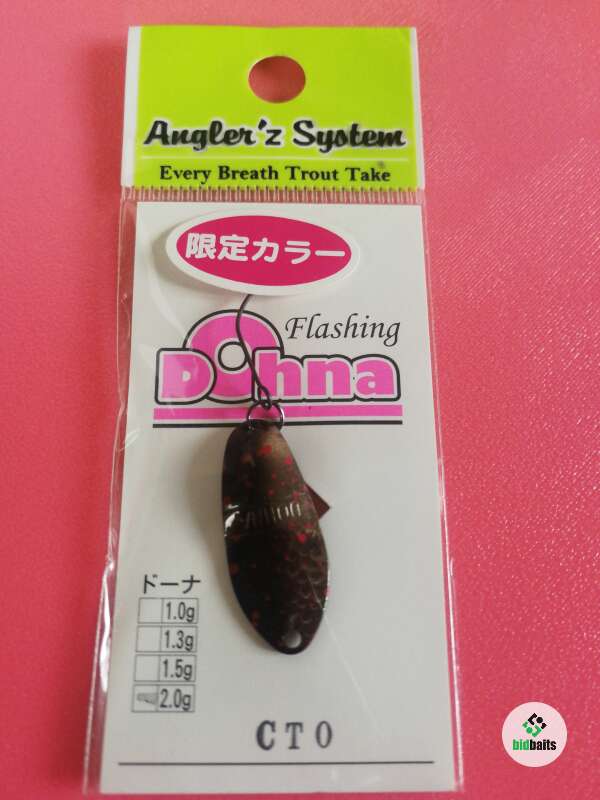 Angler'z System
Every Breath Trout Take
限定カラー
Flashing
Dohna
ドーナ
1.0g
1.3g
1.5g
2.0g
CTO
bidbaits